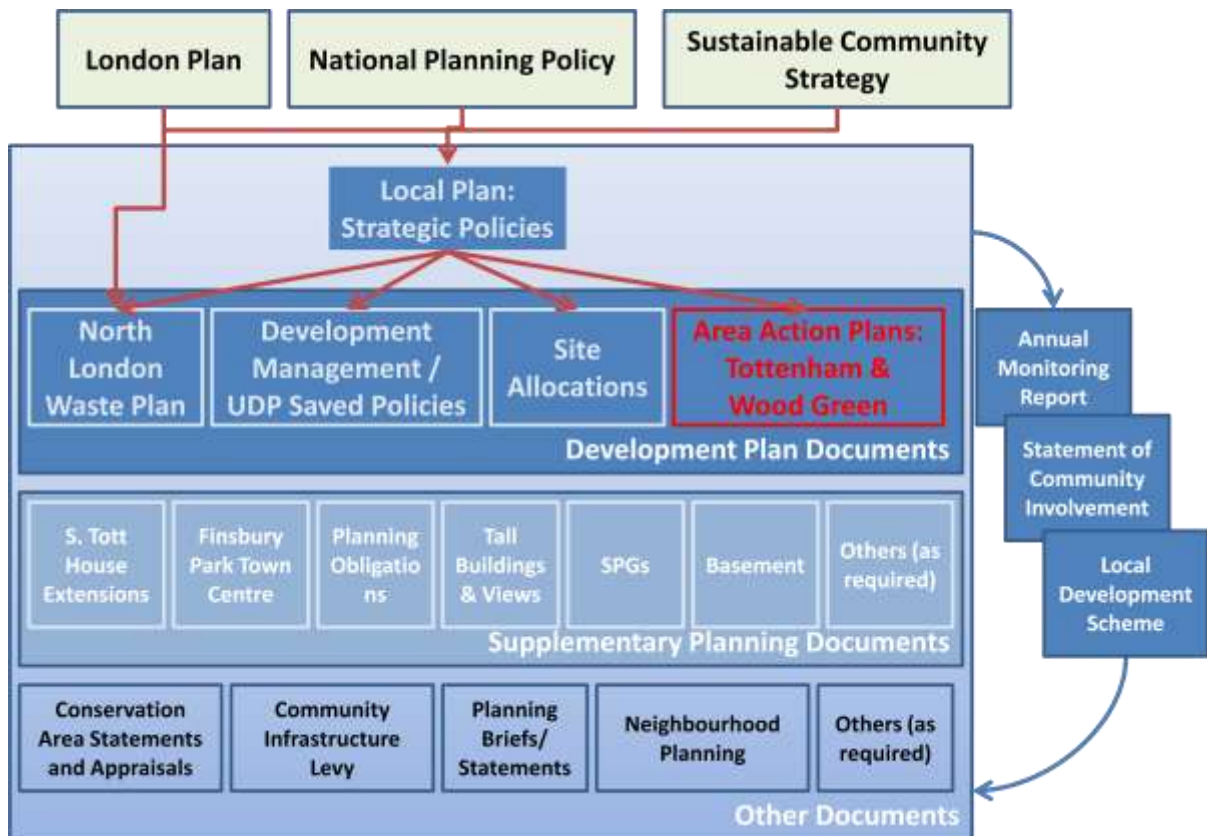 London Plan
National Planning Policy
Sustainable Community
Strategy
Local Plan:
Strategic Policies
North
London
Waste Plan
Development
Management /
UDP Saved Policies
Site
Allocations
Area Action Plans:
Tottenham &
Wood Green
Development Plan Documents
Annual
Monitoring
Report
Statement of
Community
Involvement
Local
Development
Scheme
S. Tott
House
Extensions
Finsbury
Park Town
Centre
Planning
Obligatio
ns
Tall
Buildings
& Views
SPGs
Basement
Others (as
required)
Supplementary Planning Documents
Conservation
Area Statements
and Appraisals
Community
Infrastructure
Levy
Planning
Briefs/
Statements
Neighbourhood
Planning
Others (as
required)
Other Documents